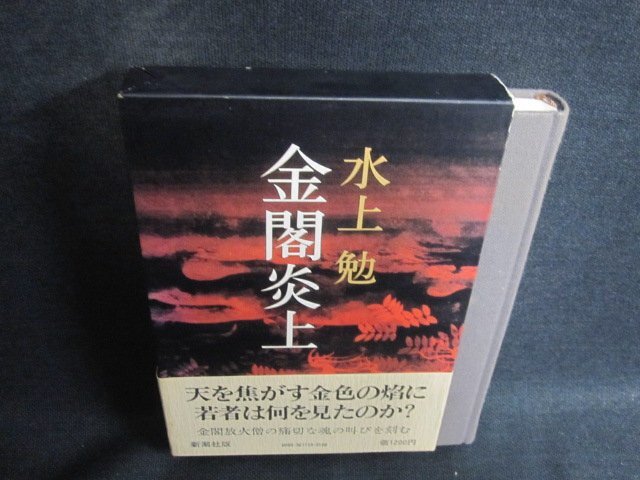 水上 勉
金閣炎上
天を焦がす金色の焔に
若者は何を見たのか?
金閣放火僧の痛切な魂の叫びを刻む
新潮社版
価1200円